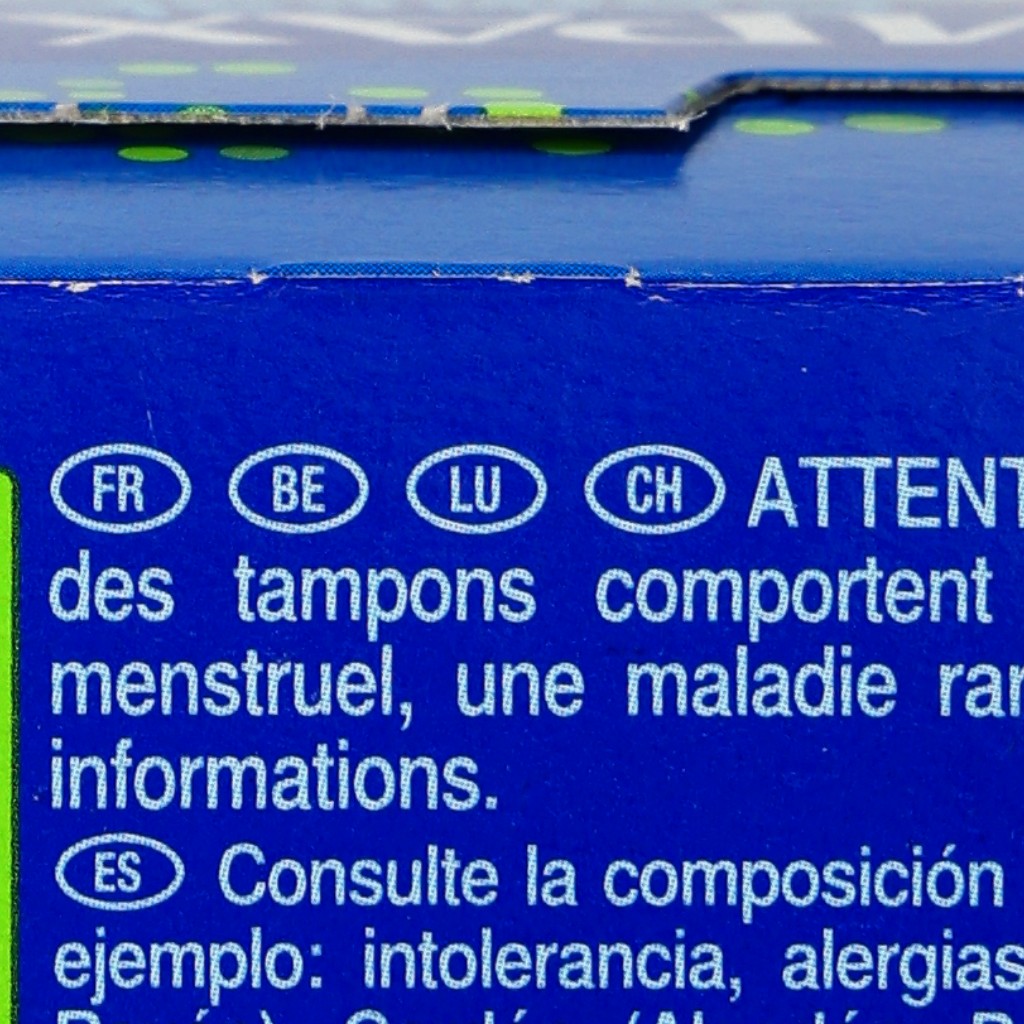 FR BE LU CH ATTENT
des tampons comportent
menstruel, une maladie rar
informations.
ES Consulte la composición
ejemplo: intolerancia, alergias